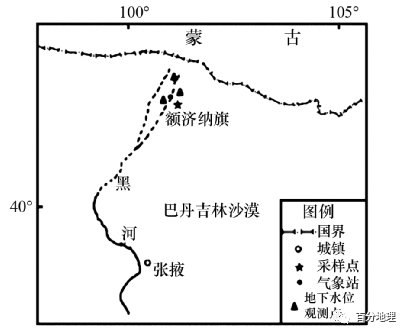 100°
105°
蒙
古
额济纳旗
黑
40°
巴丹吉林沙漠
河
张掖
图例
国界
城镇
采样点
气象站
地下水位
观测点
百分地理